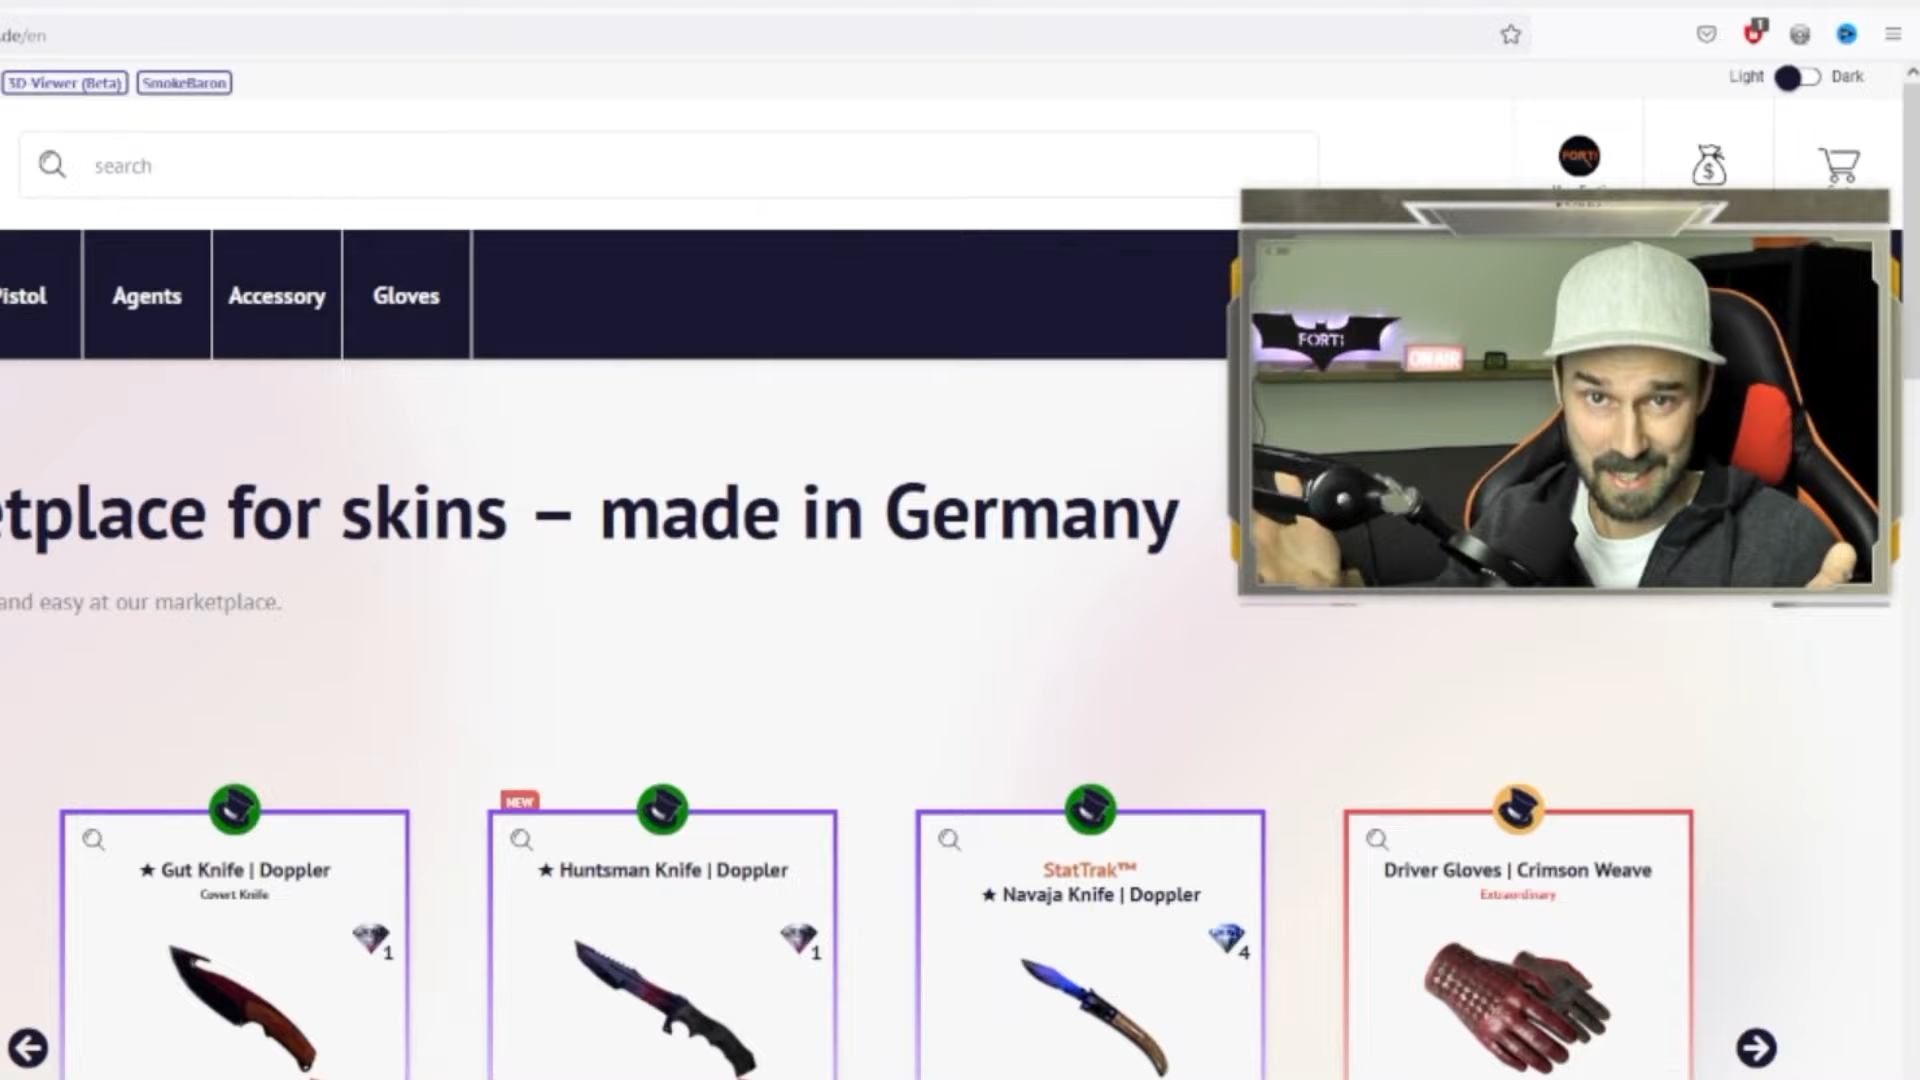 .de/en
1
3D-Viewer (Beta) SmokeBaron
Light Dark
search
FORT!
$
Pistol Agents Accessory Gloves
FORT!
ON AIR
etplace for skins – made in Germany
and easy at our marketplace.
NEW
★ Gut Knife | Doppler
Covert Knife
1
★ Huntsman Knife | Doppler
1
StatTrak™
★ Navaja Knife | Doppler
4
Driver Gloves | Crimson Weave
Extraordinary